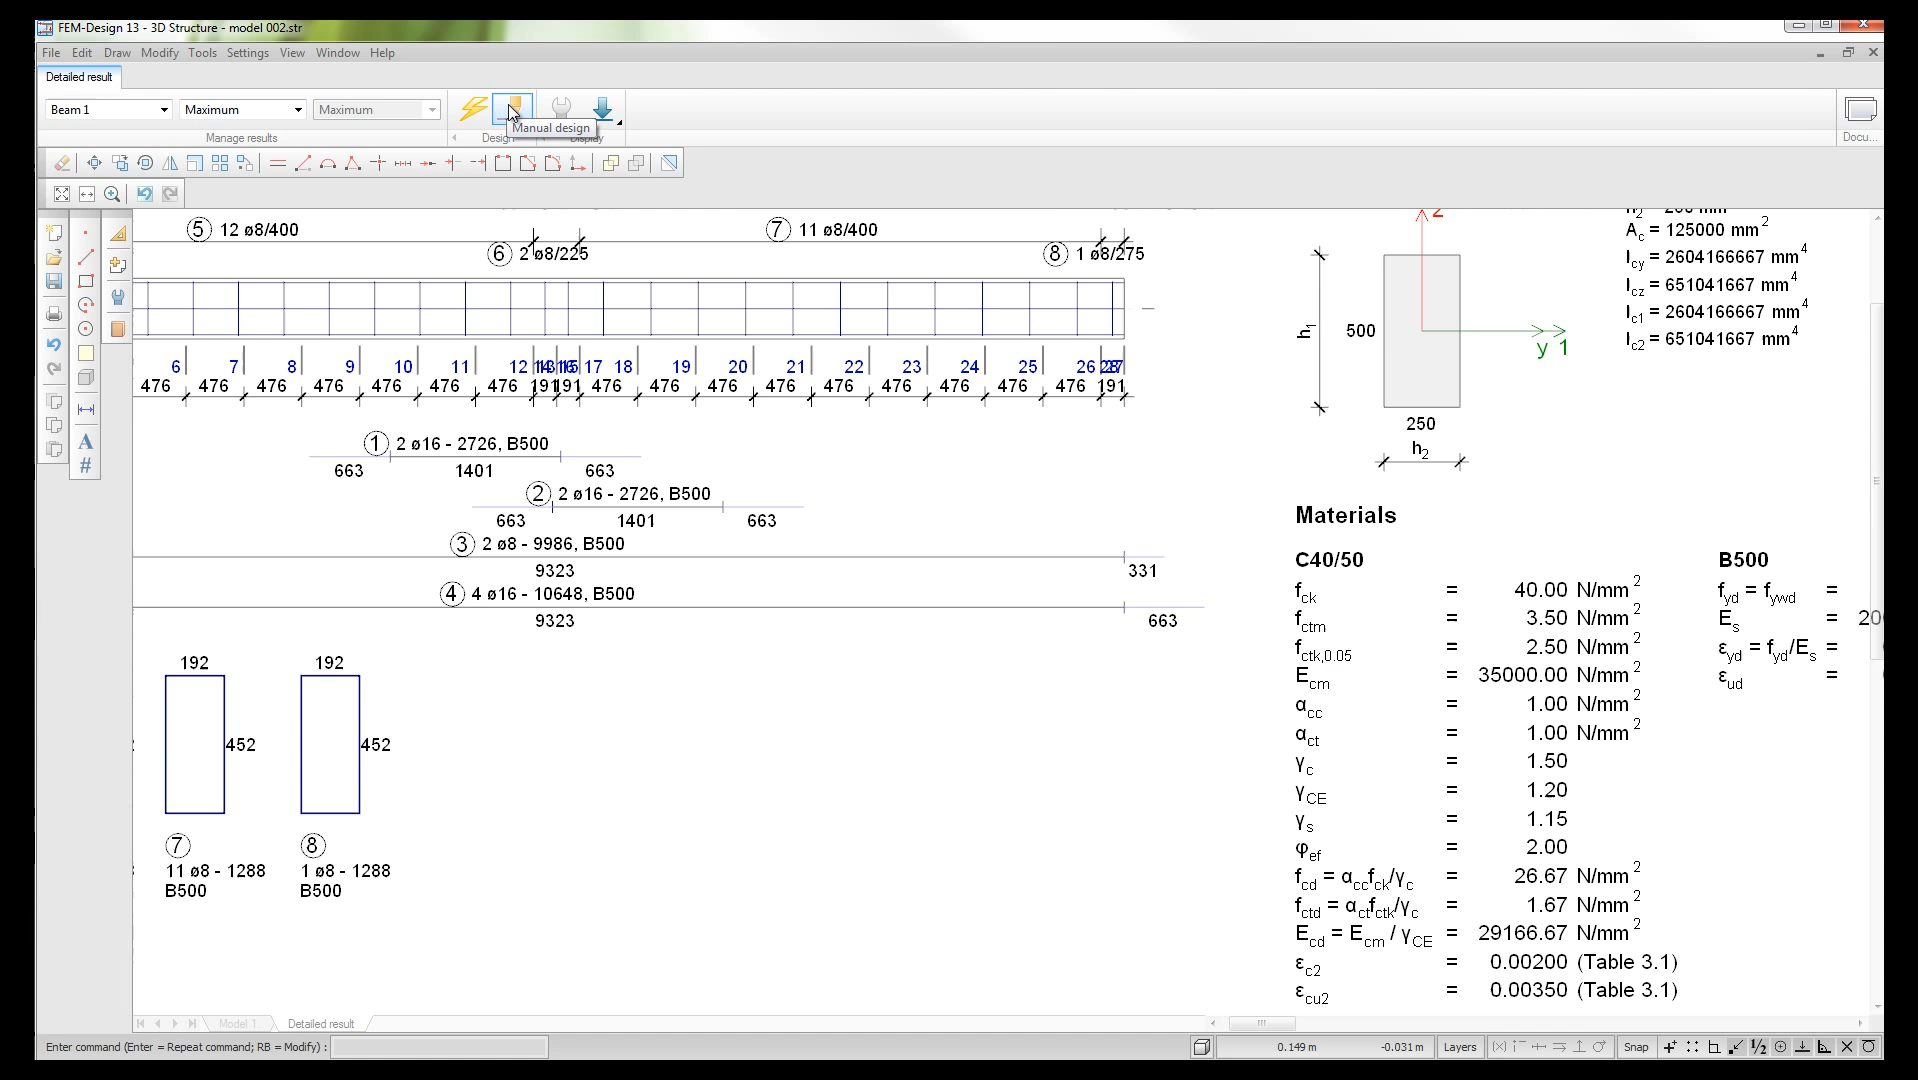 FEM-Design 13 - 3D Structure - model 002.str
File Edit Draw Modify Tools Settings View Window Help
Detailed result
Beam 1 Maximum Maximum
Manual design
Manage results Design Display Docu...
⑤ 12 ø8/400 ⑦ 11 ø8/400
⑥ 2 ø8/225 ⑧ 1 ø8/275
6 7 8 9 10 11 12 17 18 19 20 21 22 23 24 25 26
476 476 476 476 476 476 476 191 191 476 476 476 476 476 476 476 476 476 191
① 2 ø16 - 2726, B500
663 1401 663
② 2 ø16 - 2726, B500
663 1401 663
③ 2 ø8 - 9986, B500
9323 331
④ 4 ø16 - 10648, B500
9323 663
192 192
452 452
⑦ ⑧
11 ø8 - 1288 1 ø8 - 1288
B500 B500
500
h1
y 1
250
h2
Ac = 125000 mm2
Icy = 2604166667 mm4
Icz = 651041667 mm4
Ic1 = 2604166667 mm4
Ic2 = 651041667 mm4
Materials
C40/50 B500
fck = 40.00 N/mm2 fyd = fywd =
fctm = 3.50 N/mm2 Es =
fctk,0.05 = 2.50 N/mm2 εyd = fyd/Es =
Ecm = 35000.00 N/mm2 εud =
αcc = 1.00 N/mm2
αct = 1.00 N/mm2
γc = 1.50
γCE = 1.20
γs = 1.15
φef = 2.00
fcd = αccfck/γc = 26.67 N/mm2
fctd = αctfctk/γc = 1.67 N/mm2
Ecd = Ecm / γCE = 29166.67 N/mm2
εc2 = 0.00200 (Table 3.1)
εcu2 = 0.00350 (Table 3.1)
Model 1 Detailed result
Enter command (Enter = Repeat command; RB = Modify) : 0.149 m -0.031 m Layers Snap